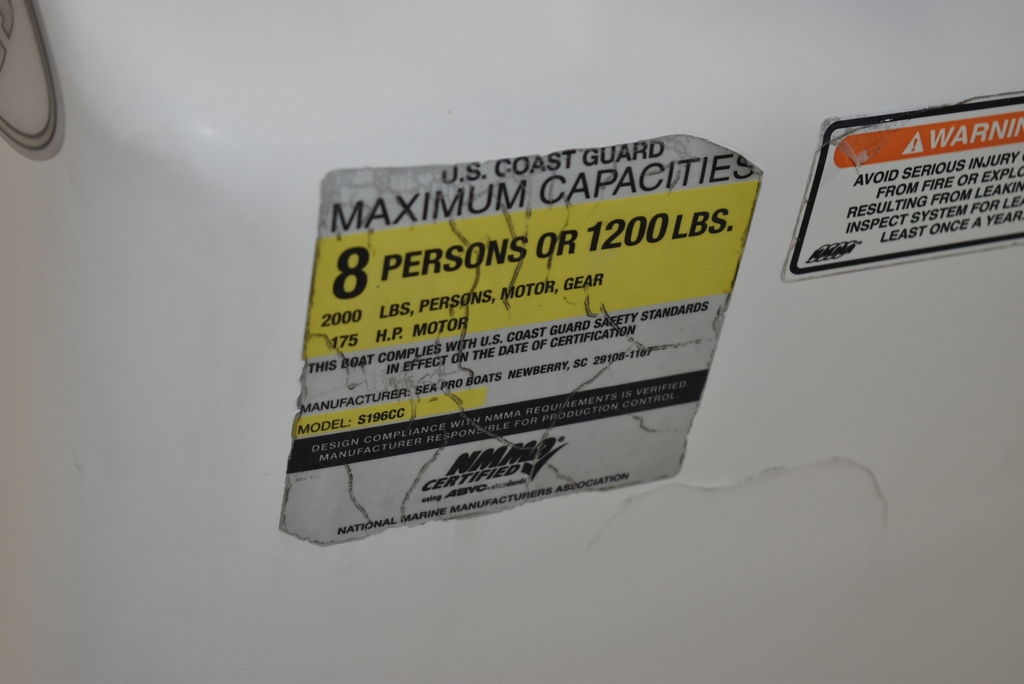 U.S. COAST GUARD
MAXIMUM CAPACITIES
8 PERSONS OR 1200 LBS.
2000 LBS, PERSONS, MOTOR, GEAR
175 H.P. MOTOR
THIS BOAT COMPLIES WITH U.S. COAST GUARD SAFETY STANDARDS
IN EFFECT ON THE DATE OF CERTIFICATION
MANUFACTURER: SEA PRO BOATS NEWBERRY, SC 29108-1167
MODEL: S196CC
DESIGN COMPLIANCE WITH NMMA REQUIREMENTS IS VERIFIED.
MANUFACTURER RESPONSIBLE FOR PRODUCTION CONTROL.
NMMA
CERTIFIED
using ABYC standards
NATIONAL MARINE MANUFACTURERS ASSOCIATION
WARNIN
AVOID SERIOUS INJURY
FROM FIRE OR EXPLO
RESULTING FROM LEAKIN
INSPECT SYSTEM FOR LEA
LEAST ONCE A YEAR.
NMMA